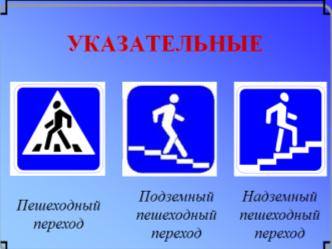 УКАЗАТЕЛЬНЫЕ
Пешеходный
переход
Подземный
пешеходный
переход
Надземный
пешеходный
переход